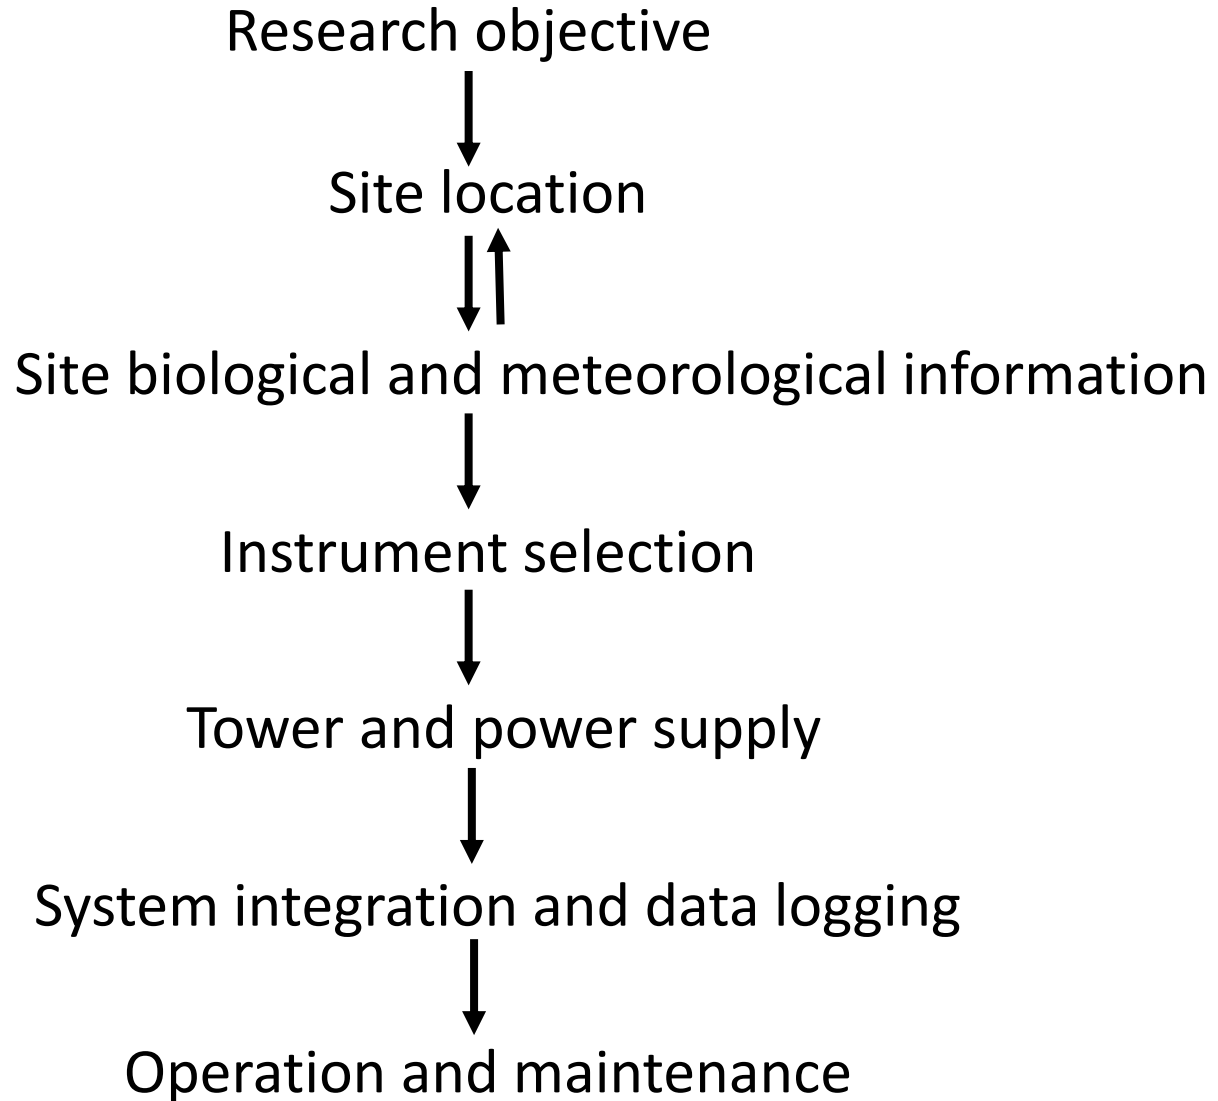 Research objective
Site location
Site biological and meteorological information
Instrument selection
Tower and power supply
System integration and data logging
Operation and maintenance